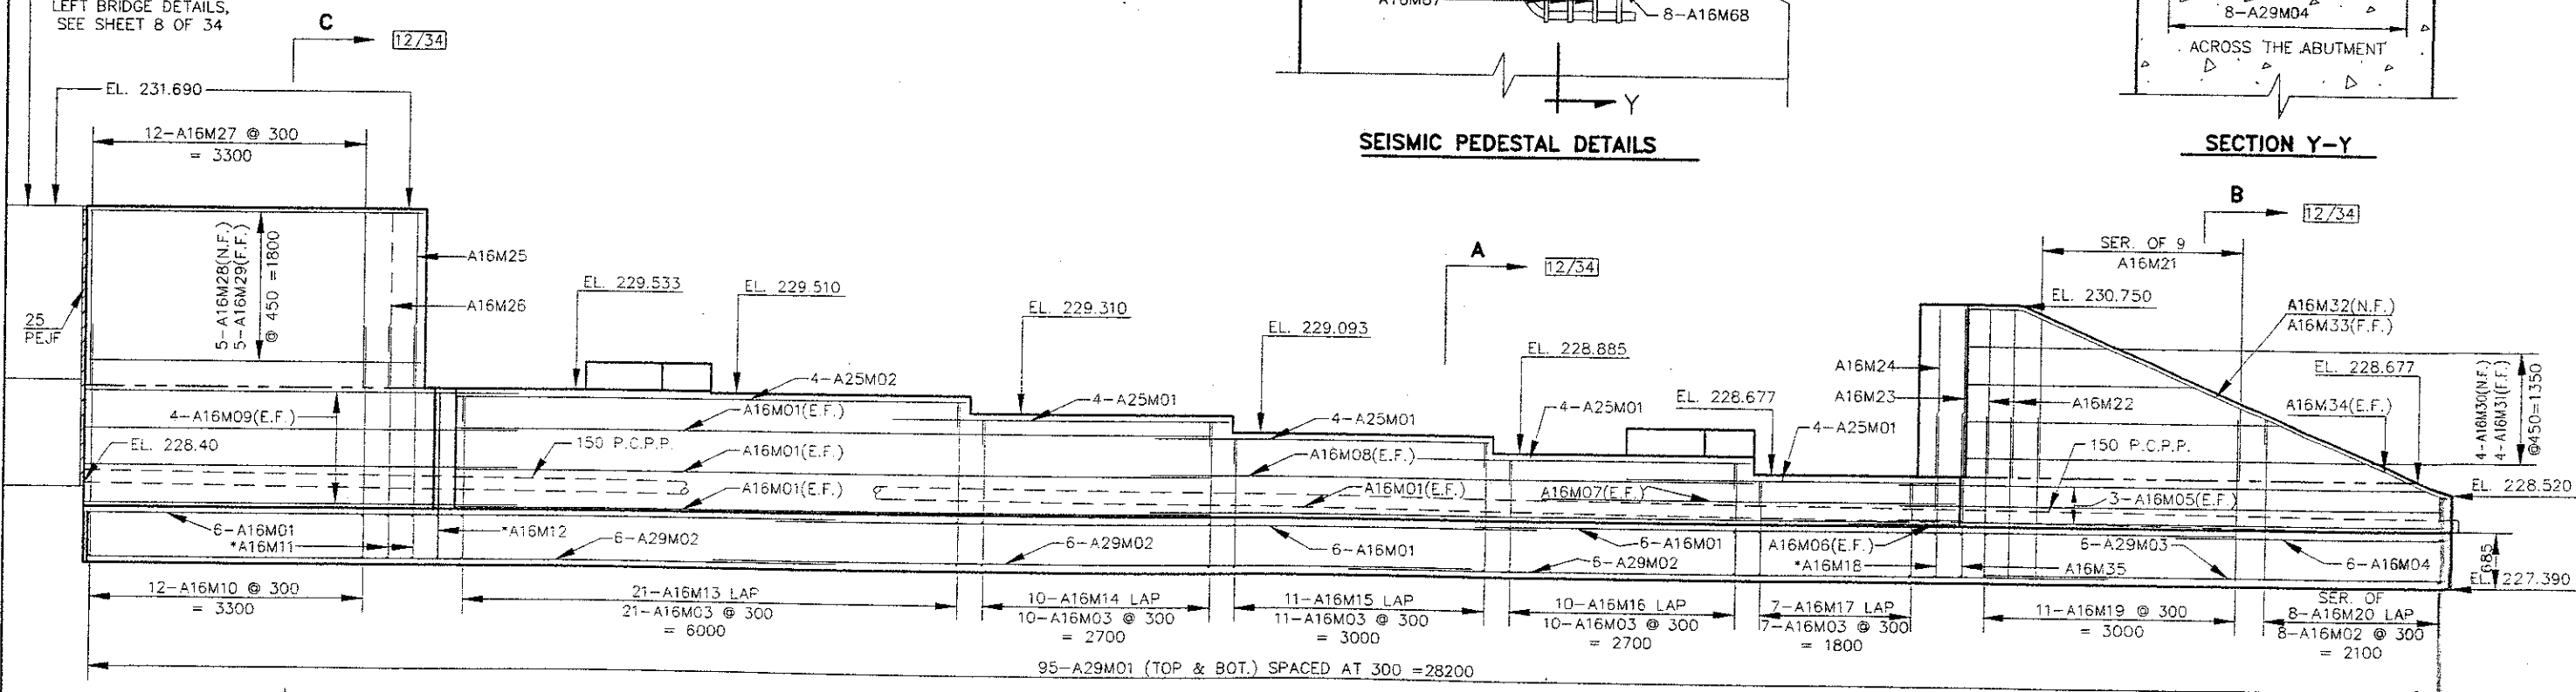 LEFT BRIDGE DETAILS,
SEE SHEET 8 OF 34
C
12/34
8-A16M68
Y
SEISMIC PEDESTAL DETAILS
8-A29M04
ACROSS THE ABUTMENT
SECTION Y-Y
EL. 231.690
12-A16M27 @ 300
= 3300
5-A16M28(N.F.)
5-A16M29(F.F.)
@ 450 =1800
A16M25
A16M26
25
PEJF
EL. 229.533
EL. 229.510
EL. 229.310
A
12/34
EL. 229.093
EL. 228.885
EL. 228.677
B
12/34
SER. OF 9
A16M21
EL. 230.750
A16M32(N.F.)
A16M33(F.F.)
A16M24
A16M23
A16M22
EL. 228.677
A16M34(E.F.)
4-A16M30(N.F.)
4-A16M31(F.F.)
@450=1350
4-A25M02
4-A25M01
4-A25M01
4-A25M01
4-A25M01
4-A16M09(E.F.)
A16M01(E.F.)
EL. 228.40
150 P.C.P.P.
A16M01(E.F.)
A16M08(E.F.)
150 P.C.P.P.
A16M01(E.F.)
A16M01(E.F.)
A16M07(E.F.)
3-A16M05(E.F.)
EL. 228.520
6-A16M01
*A16M11
*A16M12
6-A29M02
6-A29M02
6-A16M01
6-A16M01
6-A29M02
A16M06(E.F.)
*A16M18
6-A29M03
A16M35
6-A16M04
685
EL. 227.390
12-A16M10 @ 300
= 3300
21-A16M13 LAP
21-A16M03 @ 300
= 6000
10-A16M14 LAP
10-A16M03 @ 300
= 2700
11-A16M15 LAP
11-A16M03 @ 300
= 3000
10-A16M16 LAP
10-A16M03 @ 300
= 2700
7-A16M17 LAP
7-A16M03 @ 300
= 1800
11-A16M19 @ 300
= 3000
SER. OF
8-A16M20 LAP
8-A16M02 @ 300
= 2100
95-A29M01 (TOP & BOT.) SPACED AT 300 =28200